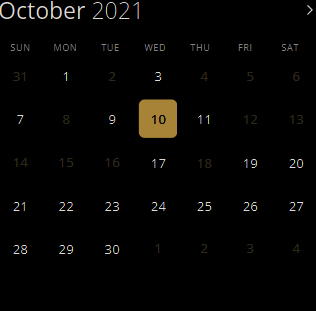 October 2021
SUN MON TUE WED THU FRI SAT
31 1 2 3 4 5 6
7 8 9 10 11 12 13
14 15 16 17 18 19 20
21 22 23 24 25 26 27
28 29 30 1 2 3 4